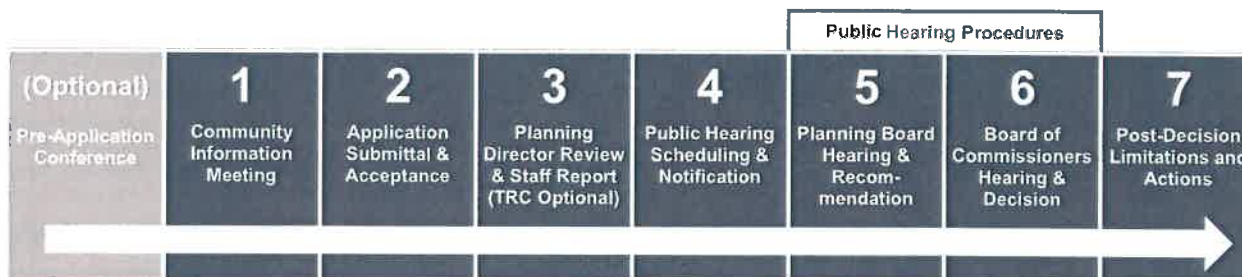 Public Hearing Procedures
(Optional)
Pre-Application
Conference
1
Community
Information
Meeting
2
Application
Submittal &
Acceptance
3
Planning
Director Review
& Staff Report
(TRC Optional)
4
Public Hearing
Scheduling &
Notification
5
Planning Board
Hearing &
Recom-
mendation
6
Board of
Commissioners
Hearing &
Decision
7
Post-Decision
Limitations and
Actions